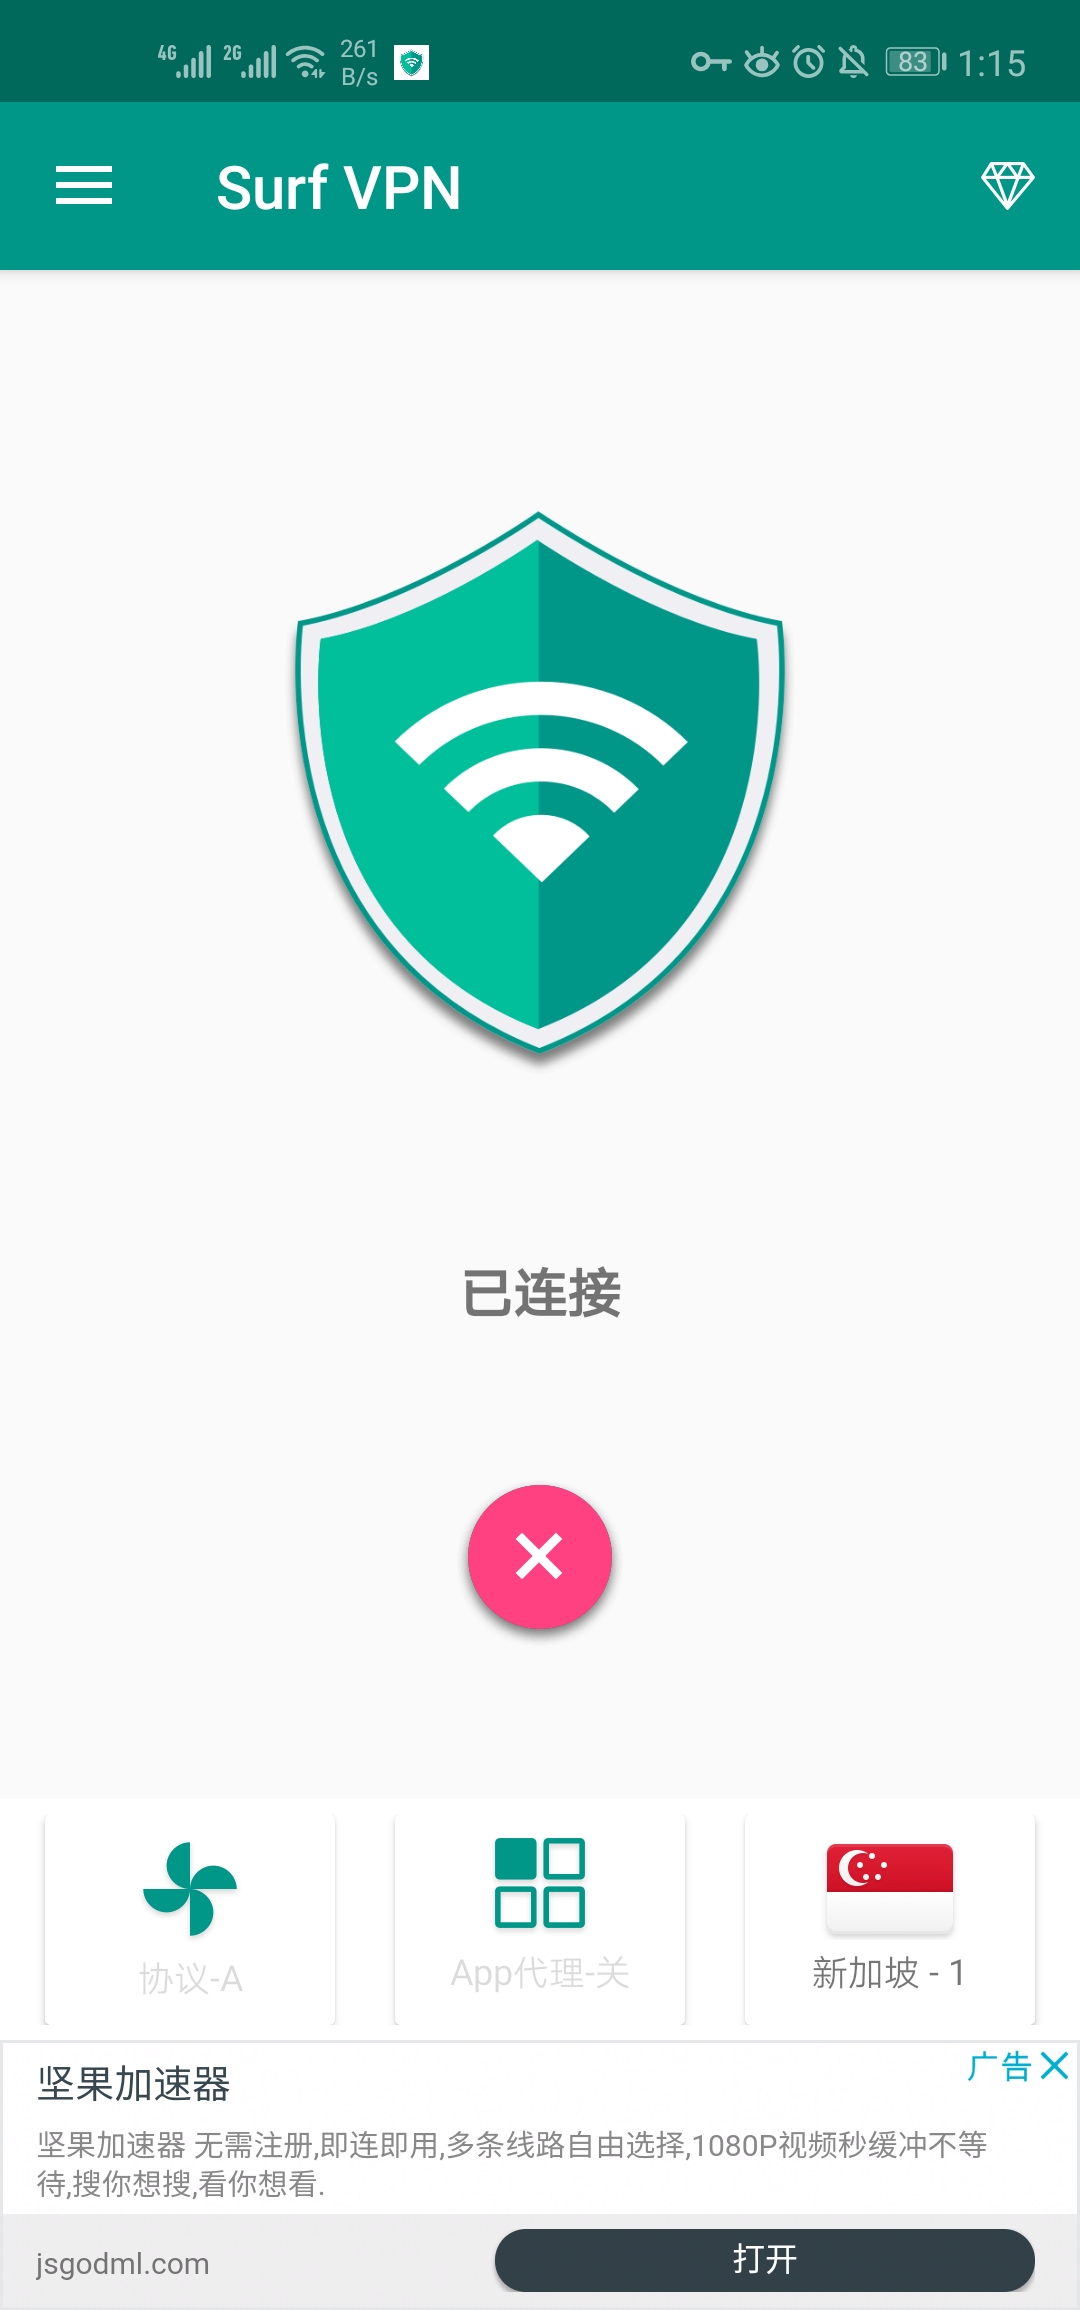 4G 2G 261 B/s 83 1:15
Surf VPN
已连接
协议-A
App代理-关
新加坡 - 1
坚果加速器
广告
坚果加速器 无需注册,即连即用,多条线路自由选择,1080P视频秒缓冲不等
待,搜你想搜,看你想看.
jsgodml.com
打开